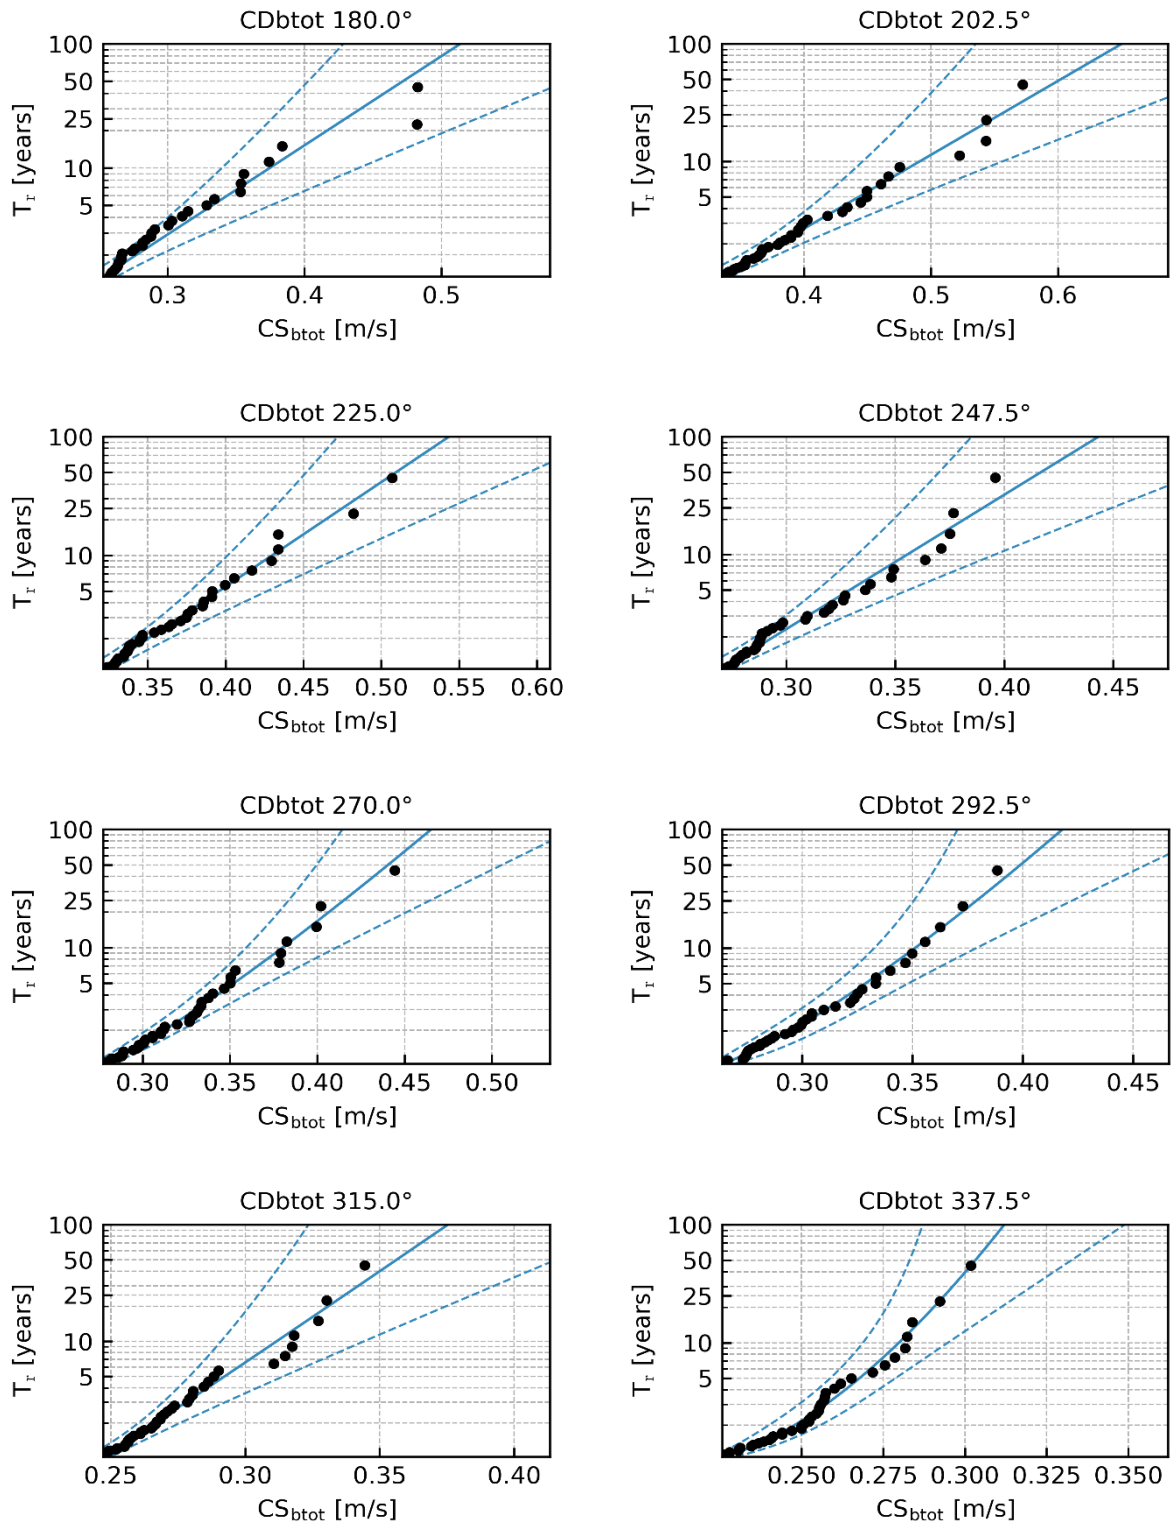 CDbtot 180.0°
100
50
25
10
5
Tr [years]
0.3 0.4 0.5
CSbtot [m/s]
CDbtot 202.5°
100
50
25
10
5
Tr [years]
0.4 0.5 0.6
CSbtot [m/s]
CDbtot 225.0°
100
50
25
10
5
Tr [years]
0.35 0.40 0.45 0.50 0.55 0.60
CSbtot [m/s]
CDbtot 247.5°
100
50
25
10
5
Tr [years]
0.30 0.35 0.40 0.45
CSbtot [m/s]
CDbtot 270.0°
100
50
25
10
5
Tr [years]
0.30 0.35 0.40 0.45 0.50
CSbtot [m/s]
CDbtot 292.5°
100
50
25
10
5
Tr [years]
0.30 0.35 0.40 0.45
CSbtot [m/s]
CDbtot 315.0°
100
50
25
10
5
Tr [years]
0.25 0.30 0.35 0.40
CSbtot [m/s]
CDbtot 337.5°
100
50
25
10
5
Tr [years]
0.250 0.275 0.300 0.325 0.350
CSbtot [m/s]